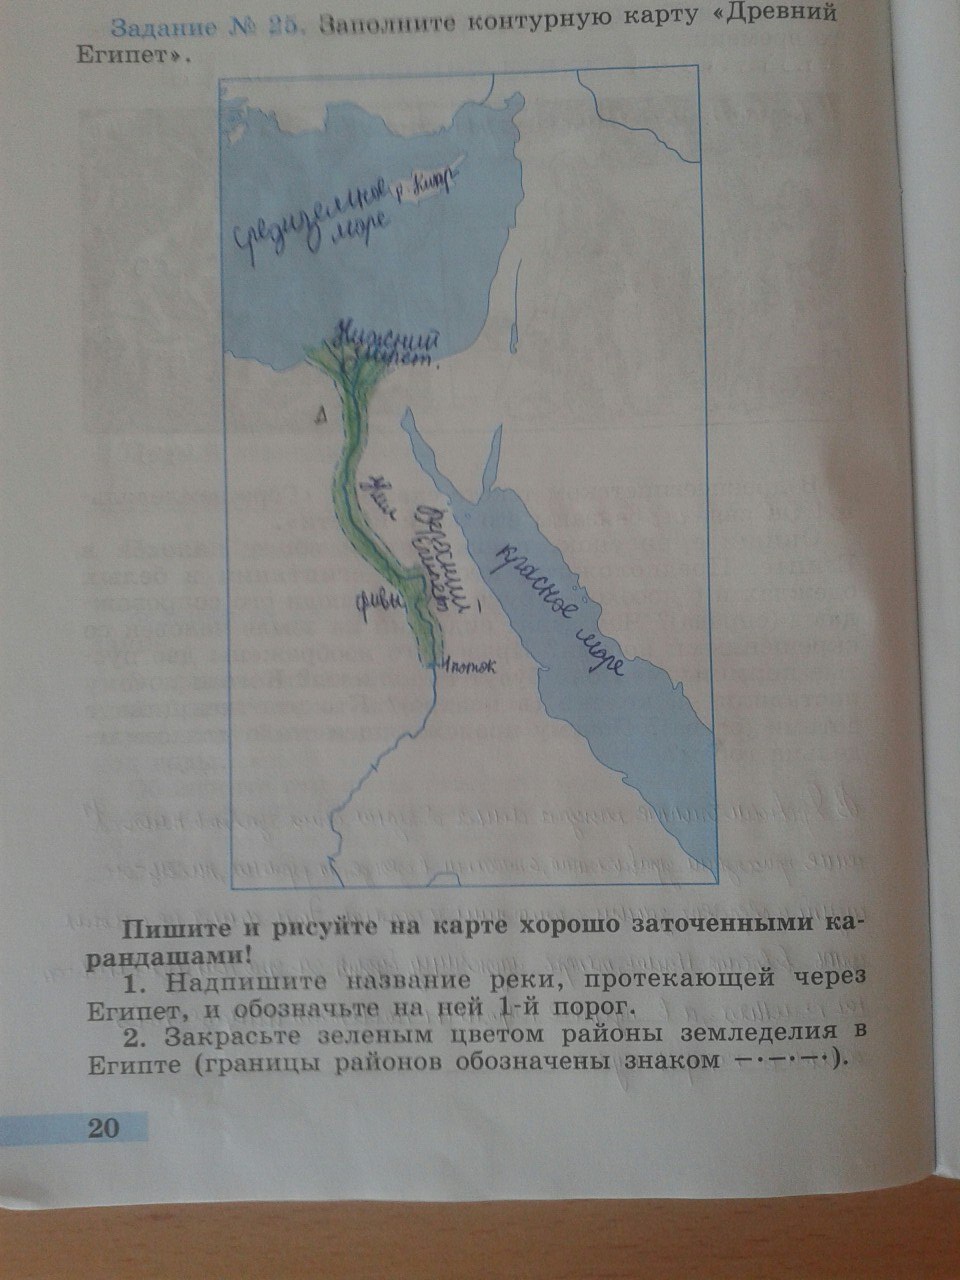 Задание № 25. Заполните контурную карту «Древний
Египет».
Средиземное
море
Кипр
Нижний
Египет.
Нил
Верхний
Египет
Фивы
1 поток
Красное море
Пишите и рисуйте на карте хорошо заточенными ка-
рандашами!
1. Надпишите название реки, протекающей через
Египет, и обозначьте на ней 1-й порог.
2. Закрасьте зеленым цветом районы земледелия в
Египте (границы районов обозначены знаком —·—·—·).
20